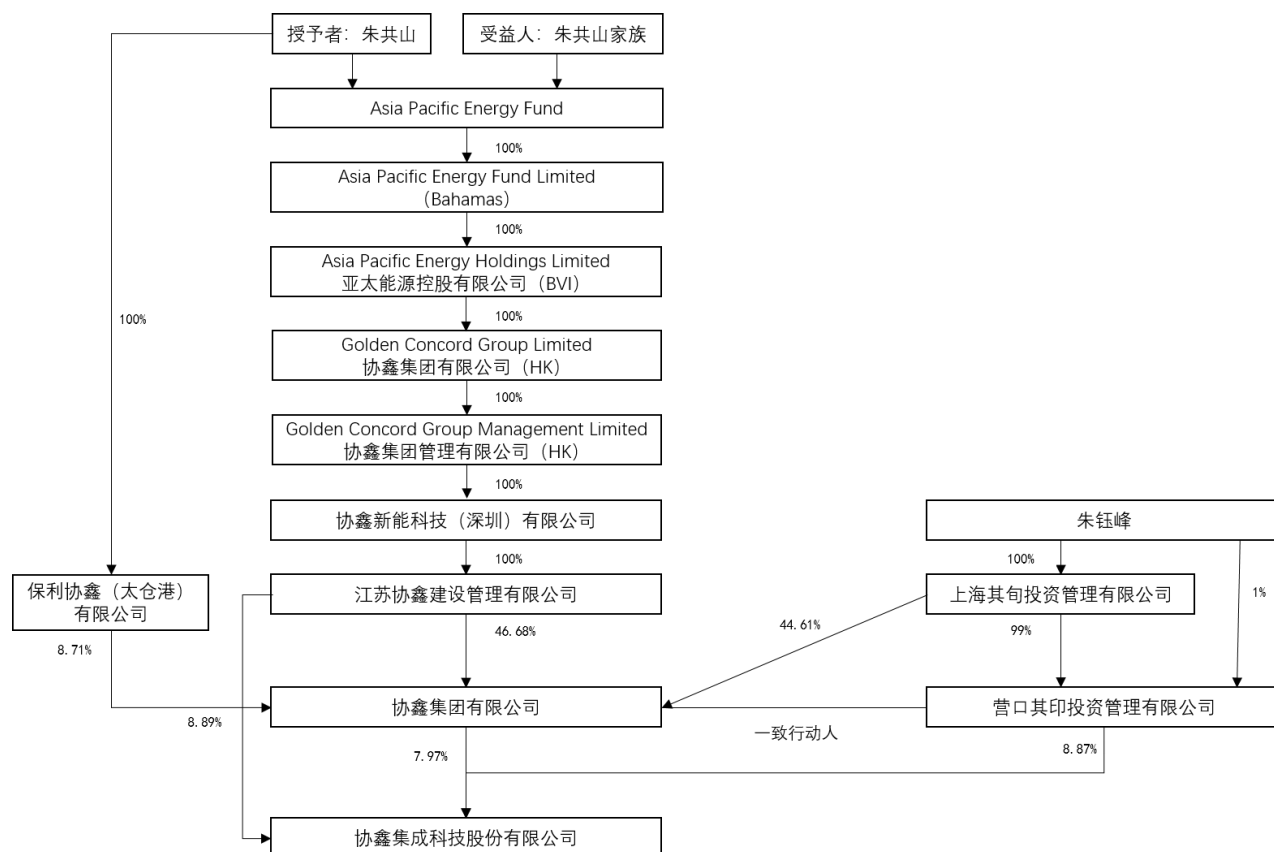 授予者：朱共山
受益人：朱共山家族
Asia Pacific Energy Fund
100%
Asia Pacific Energy Fund Limited
（Bahamas）
100%
Asia Pacific Energy Holdings Limited
亚太能源控股有限公司（BVI）
100%
100%
Golden Concord Group Limited
协鑫集团有限公司（HK）
100%
Golden Concord Group Management Limited
协鑫集团管理有限公司（HK）
100%
协鑫新能科技（深圳）有限公司
朱钰峰
100%
100%
保利协鑫（太仓港）
有限公司
江苏协鑫建设管理有限公司
上海其旬投资管理有限公司
1%
8.71%
46.68%
44.61%
99%
协鑫集团有限公司
营口其印投资管理有限公司
8.89%
一致行动人
7.97%
8.87%
协鑫集成科技股份有限公司